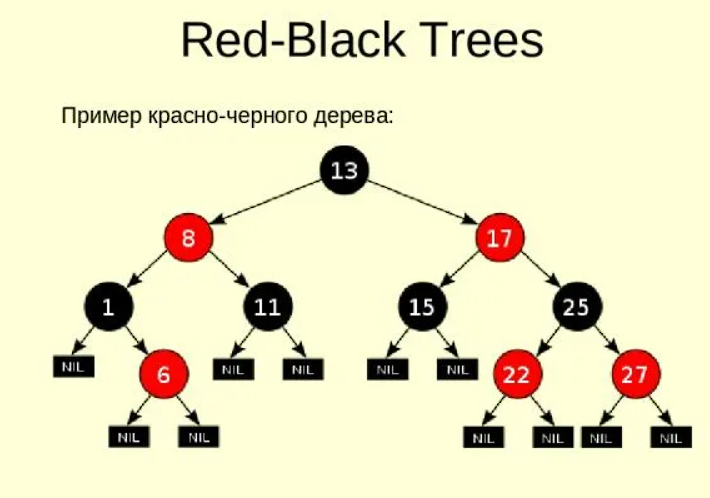 Red-Black Trees
Пример красно-черного дерева:
13
8 17
1 11 15 25
NIL 6 NIL NIL NIL NIL 22 27
NIL NIL NIL NIL NIL NIL